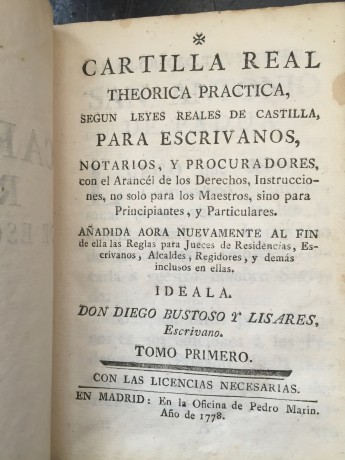 CARTILLA REAL
THEORICA PRACTICA,
SEGUN LEYES REALES DE CASTILLA,
PARA ESCRIVANOS,
NOTARIOS, Y PROCURADORES,
con el Arancél de los Derechos, Instruccio-
nes, no solo para los Maestros, sino para
Principiantes, y Particulares.
AÑADIDA AORA NUEVAMENTE AL FIN
de ella las Reglas para Jueces de Residencias, Es-
crivanos, Alcaldes, Regidores, y demás
inclusos en ellas.
IDEALA.
DON DIEGO BUSTOSO Y LISARES,
Escrivano.
TOMO PRIMERO.
CON LAS LICENCIAS NECESARIAS.
EN MADRID: En la Oficina de Pedro Marin.
Año de 1778.